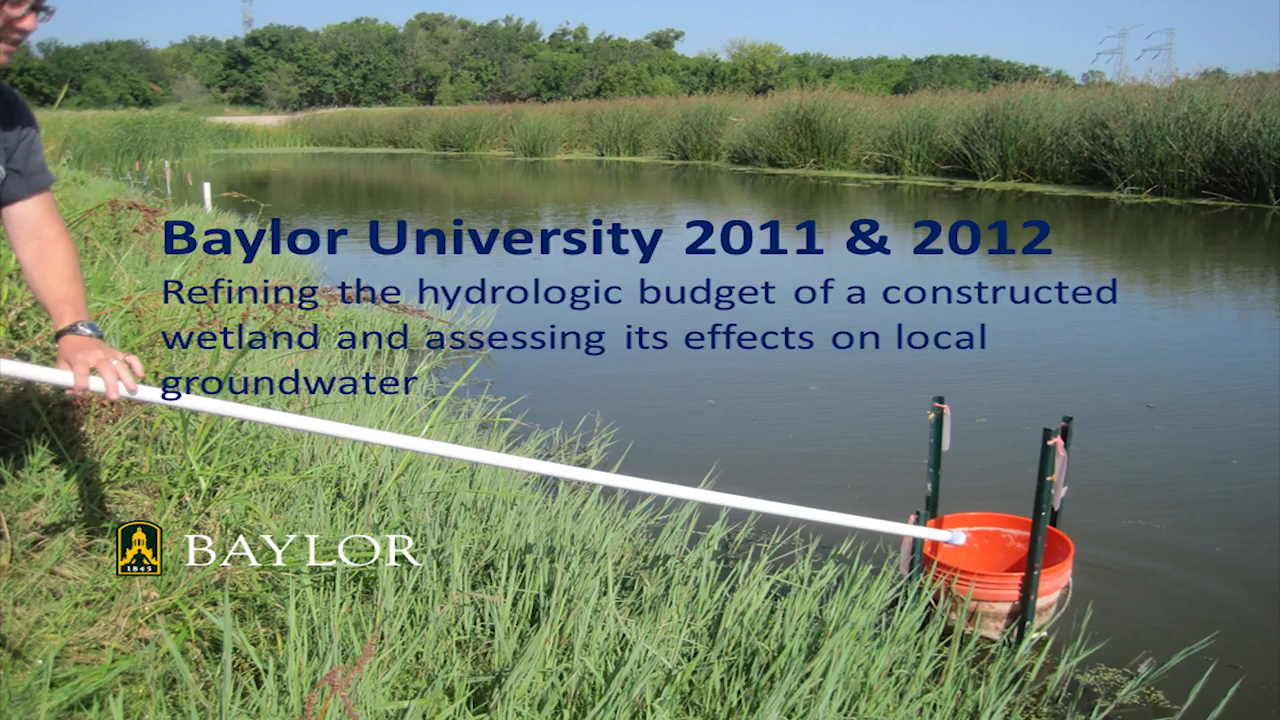 Baylor University 2011 & 2012
Refining the hydrologic budget of a constructed
wetland and assessing its effects on local
groundwater
1845 BAYLOR